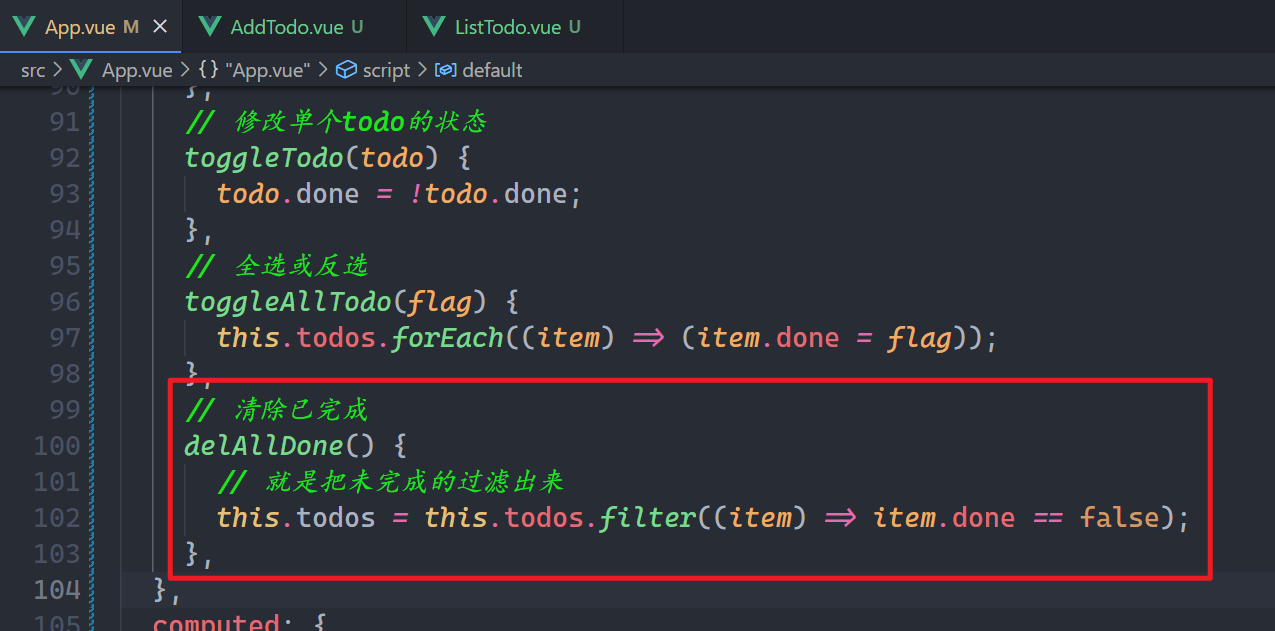 App.vue M × AddTodo.vue U ListTodo.vue U
src > App.vue > {} "App.vue" > script > default
90 },
91 // 修改单个todo的状态
92 toggleTodo(todo) {
93 todo.done = !todo.done;
94 },
95 // 全选或反选
96 toggleAllTodo(flag) {
97 this.todos.forEach((item) => (item.done = flag));
98 },
99 // 清除已完成
100 delAllDone() {
101 // 就是把未完成的过滤出来
102 this.todos = this.todos.filter((item) => item.done == false);
103 },
104 },
105 computed: {